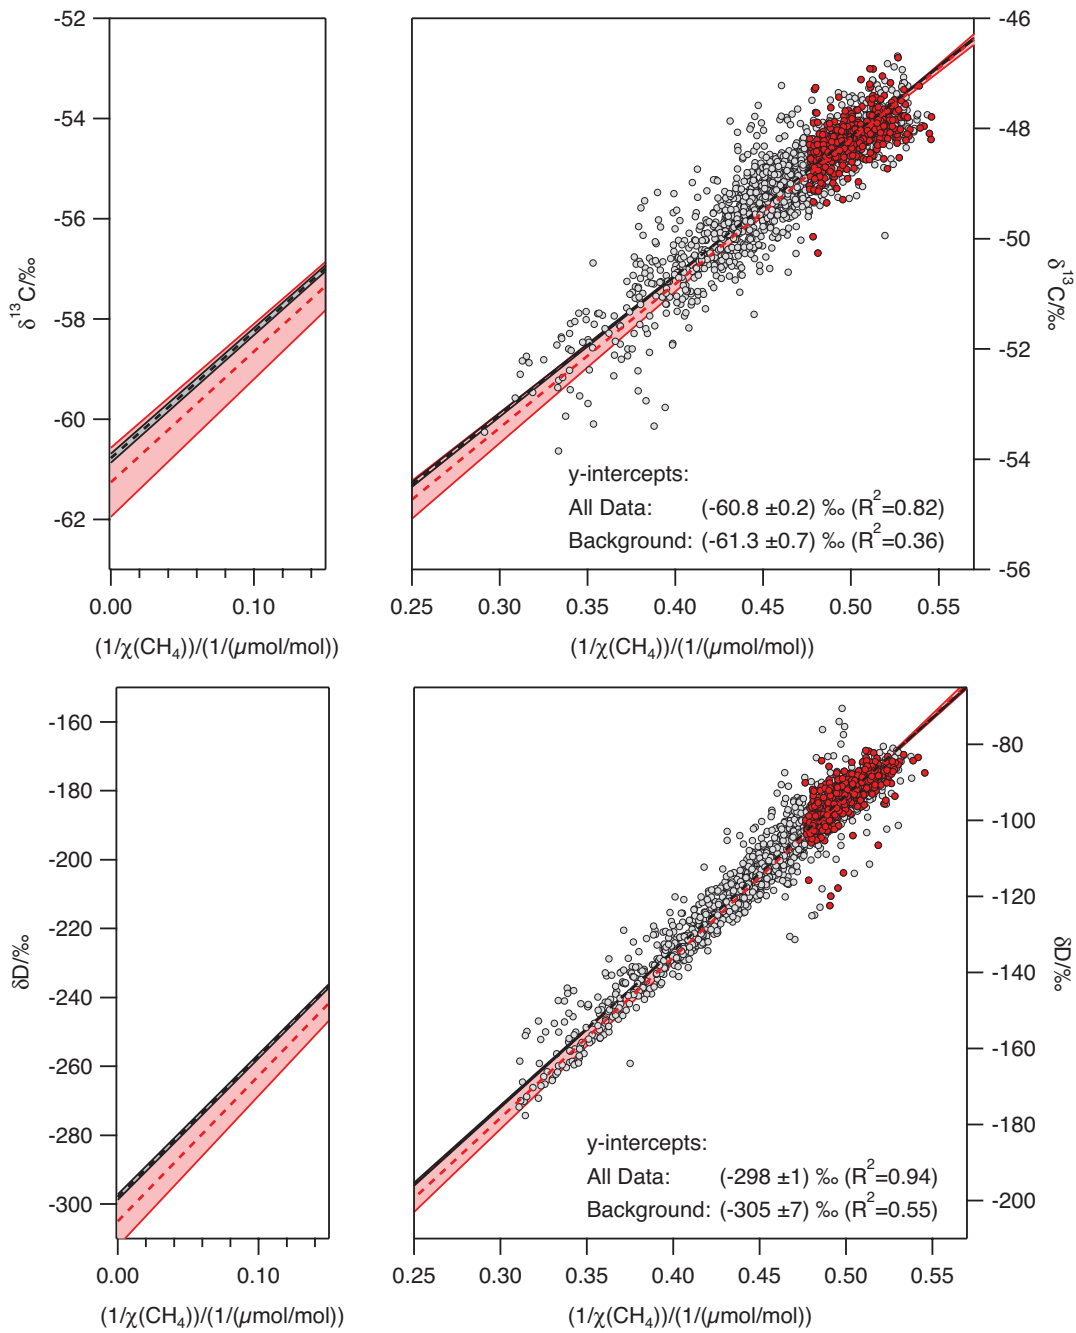 -52
-54
-56
-58
-60
-62
δ¹³C/‰
0.00 0.10
(1/χ(CH₄))/(1/(µmol/mol))
-46
-48
-50
-52
-54
-56
δ¹³C/‰
y-intercepts:
All Data: (-60.8 ±0.2) ‰ (R²=0.82)
Background: (-61.3 ±0.7) ‰ (R²=0.36)
0.25 0.30 0.35 0.40 0.45 0.50 0.55
(1/χ(CH₄))/(1/(µmol/mol))
-160
-180
-200
-220
-240
-260
-280
-300
δD/‰
0.00 0.10
(1/χ(CH₄))/(1/(µmol/mol))
-80
-100
-120
-140
-160
-180
-200
δD/‰
y-intercepts:
All Data: (-298 ±1) ‰ (R²=0.94)
Background: (-305 ±7) ‰ (R²=0.55)
0.25 0.30 0.35 0.40 0.45 0.50 0.55
(1/χ(CH₄))/(1/(µmol/mol))